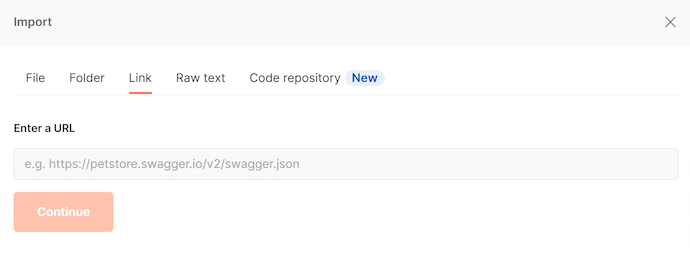 Import
File Folder Link Raw text Code repository New
Enter a URL
e.g. https://petstore.swagger.io/v2/swagger.json
Continue